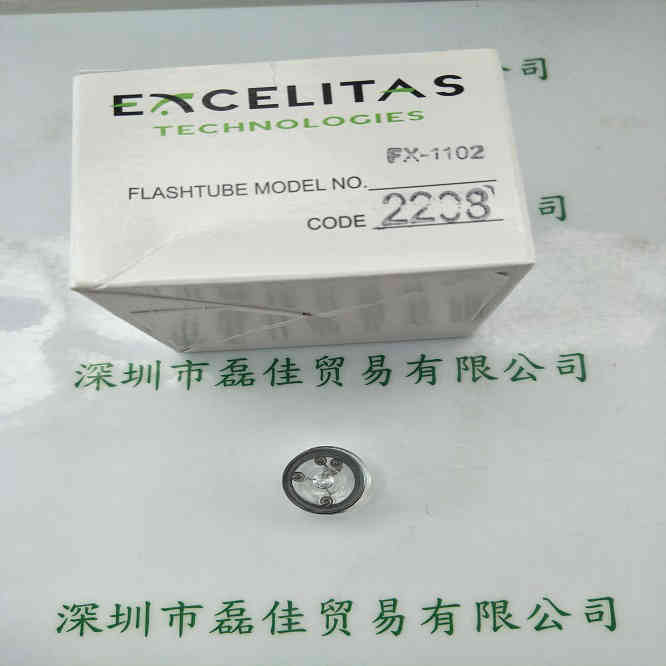 公司
EXCELITAS
TECHNOLOGIES
FX-1102
FLASHTUBE MODEL NO.
CODE 2208
司
深圳市磊佳贸易有限公司
深圳市磊佳贸易有限公司